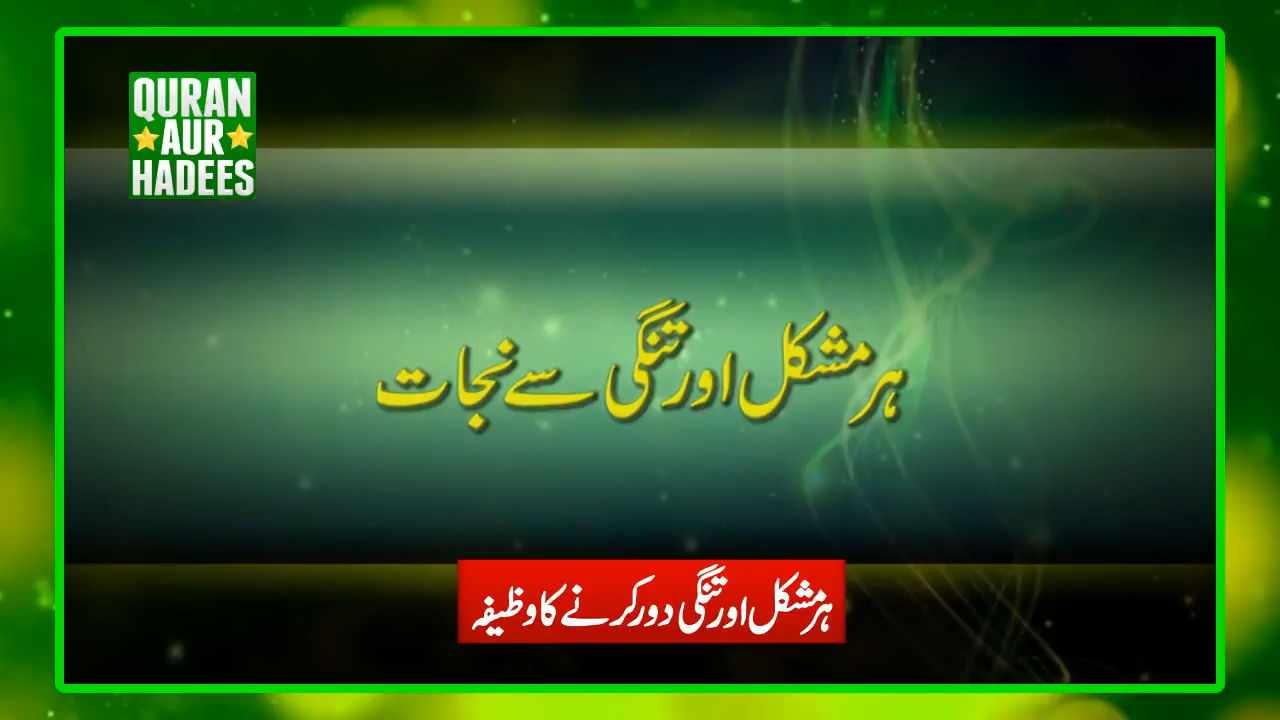 QURAN
AUR
HADEES
ہر مشکل اور تنگی سے نجات
ہر مشکل اور تنگی دور کرنے کا وظیفہ